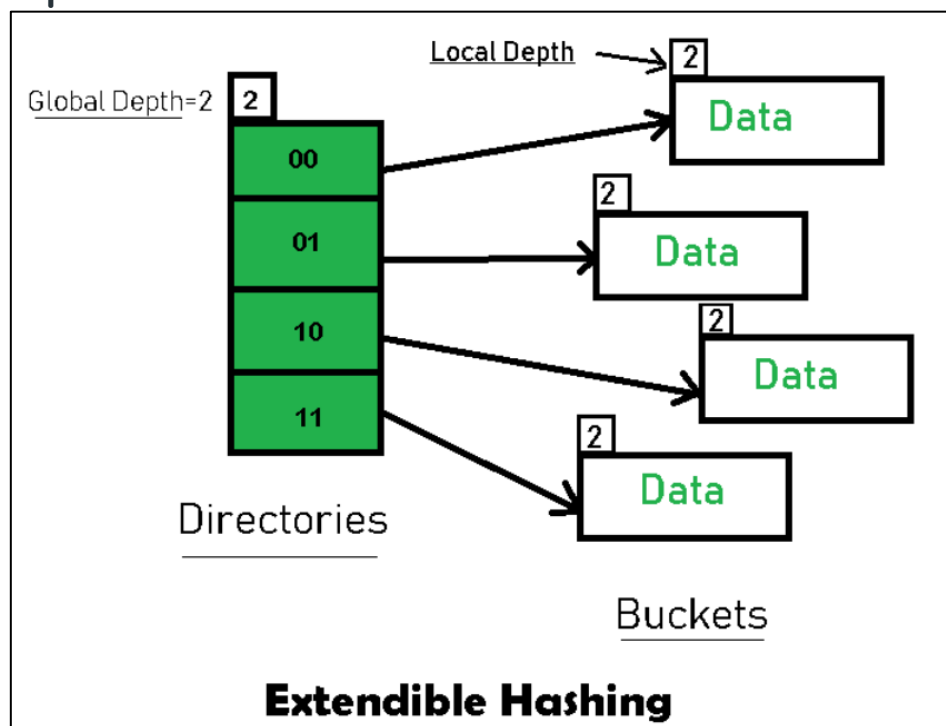 Local Depth
2
Global Depth=2
2
Data
00
2
01
Data
2
10
Data
2
11
Data
Directories
Buckets
Extendible Hashing